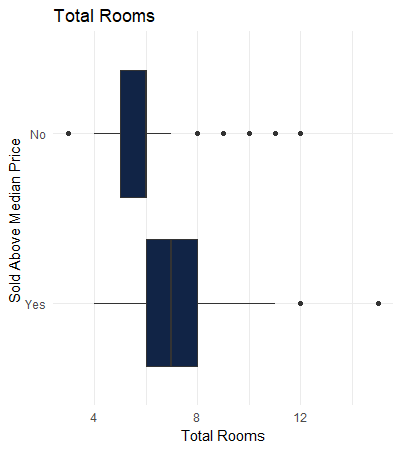 Total Rooms
Sold Above Median Price
No
Yes
4
8
12
Total Rooms